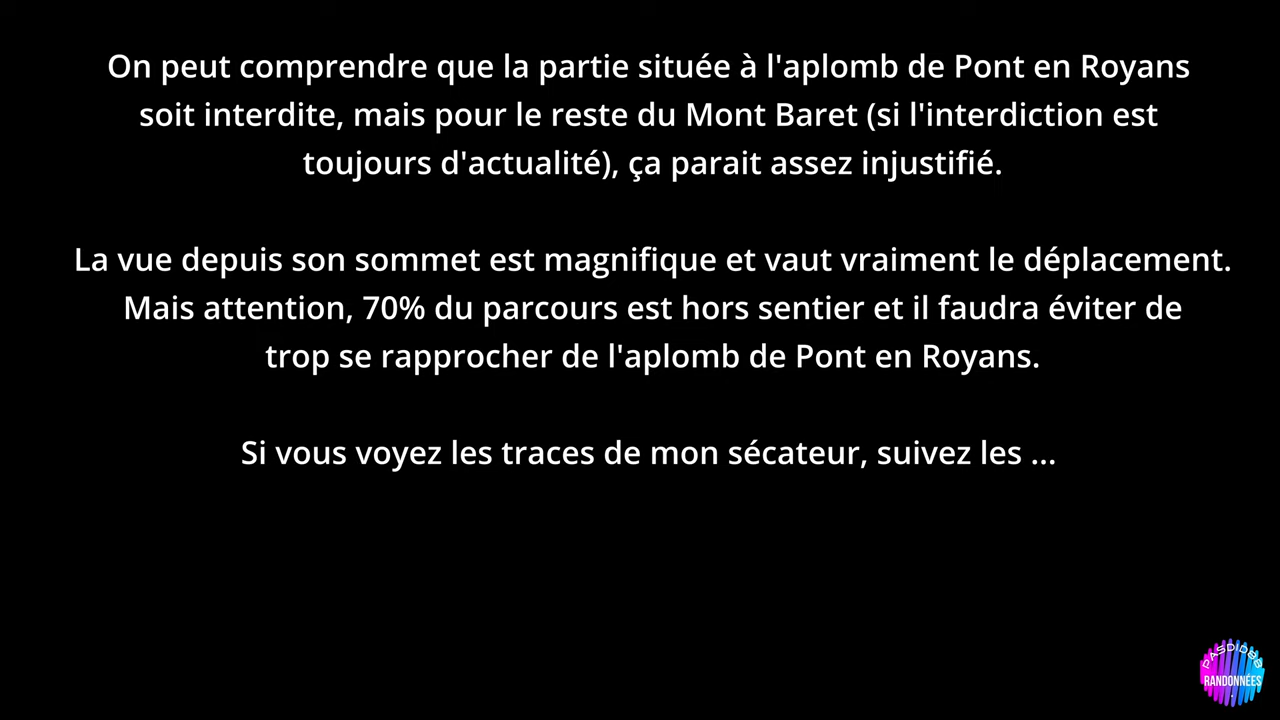 On peut comprendre que la partie située à l'aplomb de Pont en Royans
soit interdite, mais pour le reste du Mont Baret (si l'interdiction est
toujours d'actualité), ça parait assez injustifié.
La vue depuis son sommet est magnifique et vaut vraiment le déplacement.
Mais attention, 70% du parcours est hors sentier et il faudra éviter de
trop se rapprocher de l'aplomb de Pont en Royans.
Si vous voyez les traces de mon sécateur, suivez les ...
PASDID86
RANDONNÉES